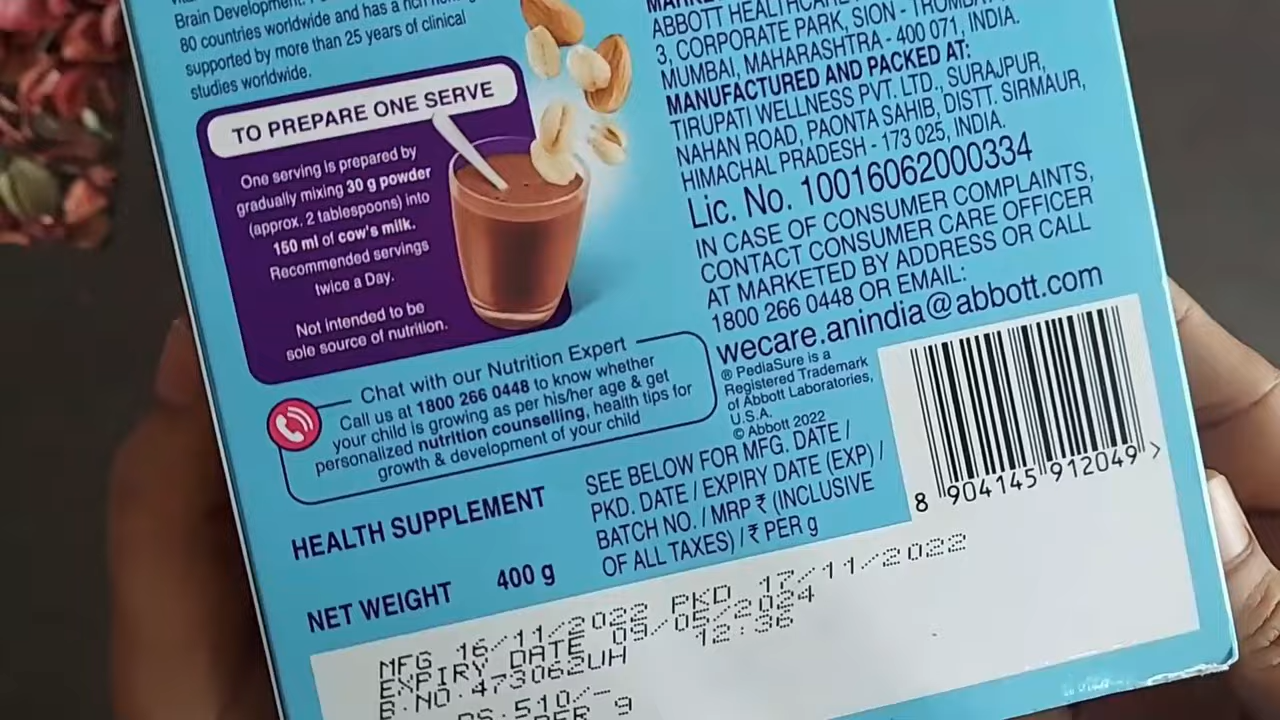 Brain Development.
80 countries worldwide and has a rich
supported by more than 25 years of clinical
studies worldwide.
TO PREPARE ONE SERVE
One serving is prepared by
gradually mixing 30 g powder
(approx. 2 tablespoons) into
150 ml of cow's milk.
Recommended servings
twice a Day.
Not intended to be
sole source of nutrition.
Chat with our Nutrition Expert
Call us at 1800 266 0448 to know whether
your child is growing as per his/her age & get
personalized nutrition counselling, health tips for
growth & development of your child
HEALTH SUPPLEMENT
NET WEIGHT 400 g
ABBOTT HEALTHCARE
3, CORPORATE PARK, SION -
MUMBAI, MAHARASHTRA - 400 071, INDIA.
MANUFACTURED AND PACKED AT:
TIRUPATI WELLNESS PVT. LTD., SURAJPUR,
NAHAN ROAD, PAONTA SAHIB, DISTT. SIRMAUR,
HIMACHAL PRADESH - 173 025, INDIA.
Lic. No. 10016062000334
IN CASE OF CONSUMER COMPLAINTS,
CONTACT CONSUMER CARE OFFICER
AT MARKETED BY ADDRESS OR CALL
1800 266 0448 OR EMAIL:
wecare.anindia@abbott.com
® PediaSure is a
Registered Trademark
of Abbott Laboratories,
U.S.A.
© Abbott 2022
SEE BELOW FOR MFG. DATE /
PKD. DATE / EXPIRY DATE (EXP) /
BATCH NO. / MRP ₹ (INCLUSIVE
OF ALL TAXES) / ₹ PER g
8 904145 912049 >
MFG 16/11/2022 PKD 17/11/2022
EXPIRY DATE 09/05/2024
B.NO.473062UH 12:36
RS.510/-
PER g